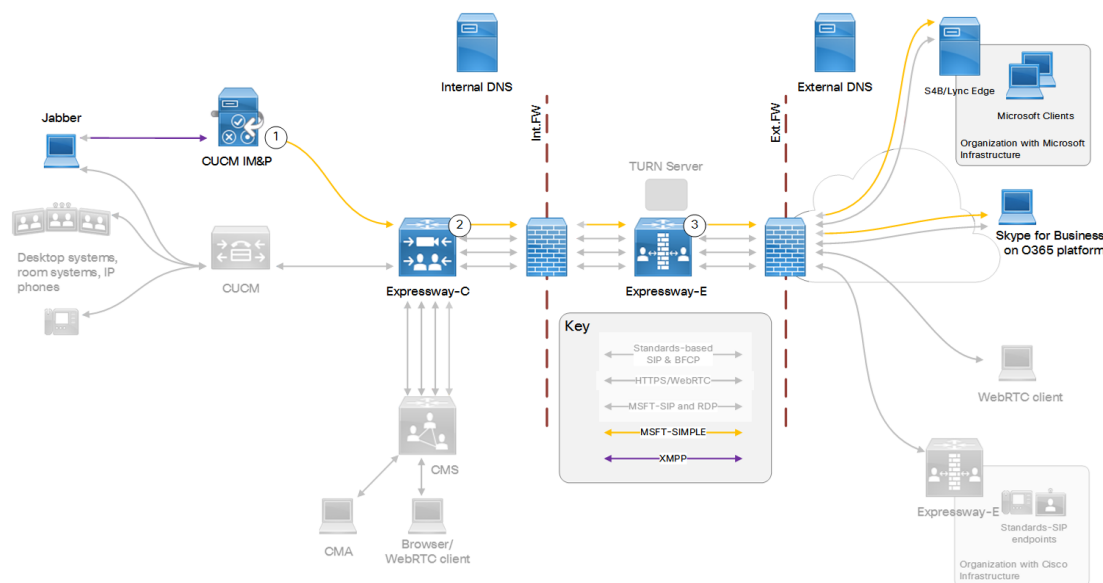 Internal DNS
External DNS
S4B/Lync Edge
Microsoft Clients
Organization with Microsoft
Infrastructure
Jabber
1
CUCM IM&P
Int.FW
Ext.FW
TURN Server
2
3
Skype for Business
on O365 platform
Desktop systems,
room systems, IP
phones
CUCM
Expressway-C
Expressway-E
Key
Standards-based
SIP & BFCP
HTTPS/WebRTC
MSFT-SIP and RDP
MSFT-SIMPLE
XMPP
WebRTC client
CMS
CMA
Browser/
WebRTC client
Expressway-E
Standards-SIP
endpoints
Organization with Cisco
Infrastructure